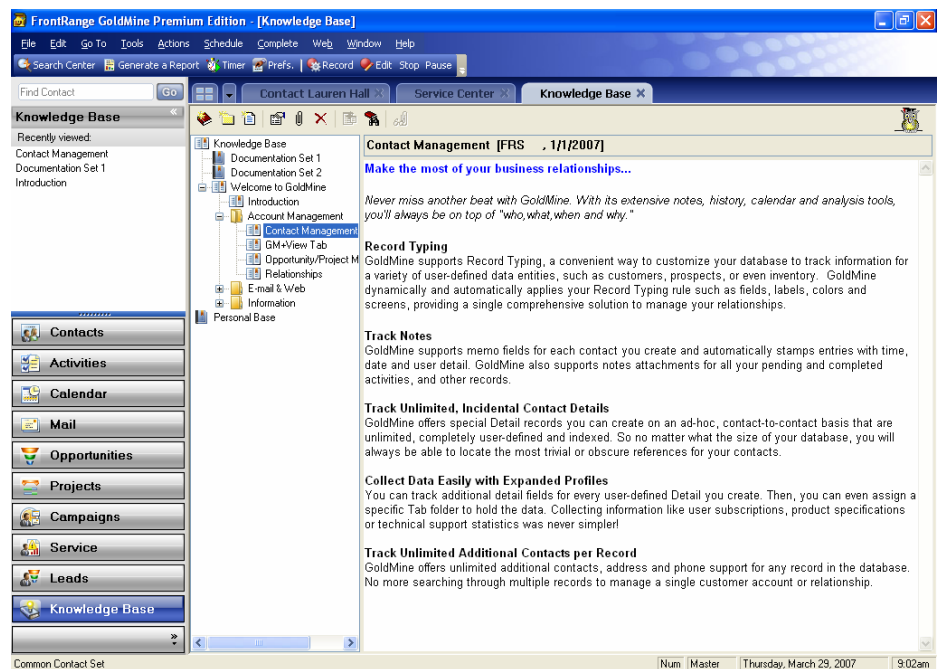 FrontRange GoldMine Premium Edition - [Knowledge Base]
File Edit Go To Tools Actions Schedule Complete Web Window Help
Search Center Generate a Report Timer Prefs. Record Edit Stop Pause
Find Contact Go
Contact Lauren Hall Service Center Knowledge Base
Knowledge Base
Recently viewed:
Contact Management
Documentation Set 1
Introduction
Contacts
Activities
Calendar
Mail
Opportunities
Projects
Campaigns
Service
Leads
Knowledge Base
Knowledge Base
Documentation Set 1
Documentation Set 2
Welcome to GoldMine
Introduction
Account Management
Contact Management
GM+View Tab
Opportunity/Project M
Relationships
E-mail & Web
Information
Personal Base
Contact Management [FRS , 1/1/2007]
Make the most of your business relationships...
Never miss another beat with GoldMine. With its extensive notes, history, calendar and analysis tools,
you'll always be on top of "who,what,when and why."
Record Typing
GoldMine supports Record Typing, a convenient way to customize your database to track information for
a variety of user-defined data entities, such as customers, prospects, or even inventory. GoldMine
dynamically and automatically applies your Record Typing rule such as fields, labels, colors and
screens, providing a single comprehensive solution to manage your relationships.
Track Notes
GoldMine supports memo fields for each contact you create and automatically stamps entries with time,
date and user detail. GoldMine also supports notes attachments for all your pending and completed
activities, and other records.
Track Unlimited, Incidental Contact Details
GoldMine offers special Detail records you can create on an ad-hoc, contact-to-contact basis that are
unlimited, completely user-defined and indexed. So no matter what the size of your database, you will
always be able to locate the most trivial or obscure references for your contacts.
Collect Data Easily with Expanded Profiles
You can track additional detail fields for every user-defined Detail you create. Then, you can even assign a
specific Tab folder to hold the data. Collecting information like user subscriptions, product specifications
or technical support statistics was never simpler!
Track Unlimited Additional Contacts per Record
GoldMine offers unlimited additional contacts, address and phone support for any record in the database.
No more searching through multiple records to manage a single customer account or relationship.
Common Contact Set Num Master Thursday, March 29, 2007 9:02am